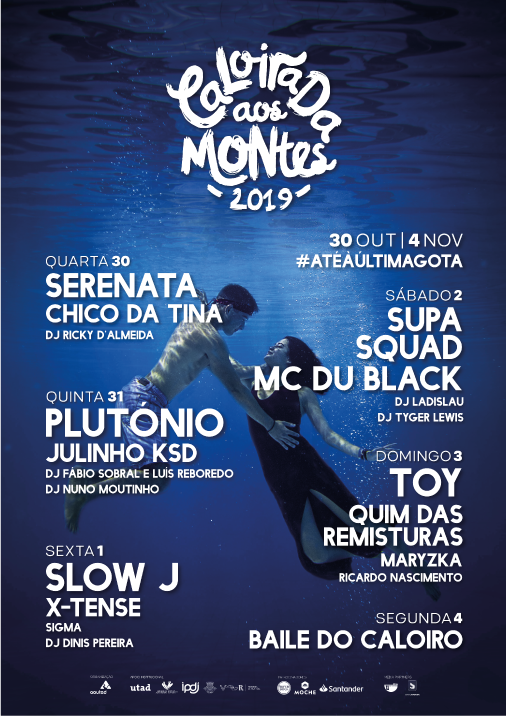 CaLoirada
aos
MONtes
2019
30 OUT | 4 NOV
#ATÉÀÚLTIMAGOTA
QUARTA 30
SERENATA
CHICO DA TINA
DJ RICKY D'ALMEIDA
QUINTA 31
PLUTÓNIO
JULINHO KSD
DJ FÁBIO SOBRAL E LUÍS REBOREDO
DJ NUNO MOUTINHO
SEXTA 1
SLOW J
X-TENSE
SIGMA
DJ DINIS PEREIRA
SÁBADO 2
SUPA
SQUAD
MC DU BLACK
DJ LADISLAU
DJ TYGER LEWIS
DOMINGO 3
TOY
QUIM DAS
REMISTURAS
MARYZKA
RICARDO NASCIMENTO
SEGUNDA 4
BAILE DO CALOIRO
aautad
utad
ipdj
MOCHE
Santander